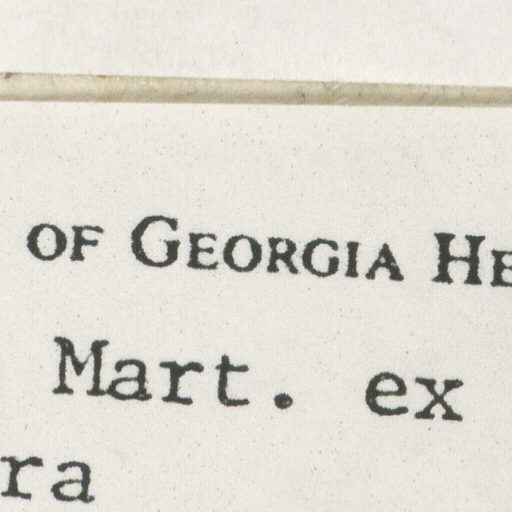 OF GEORGIA HE
Mart. ex
ra